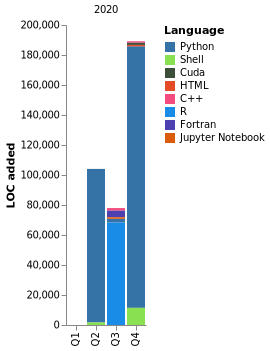 2020
200,000
180,000
160,000
140,000
120,000
100,000
80,000
60,000
40,000
20,000
0
LOC added
Q1
Q2
Q3
Q4
Language
Python
Shell
Cuda
HTML
C++
R
Fortran
Jupyter Notebook